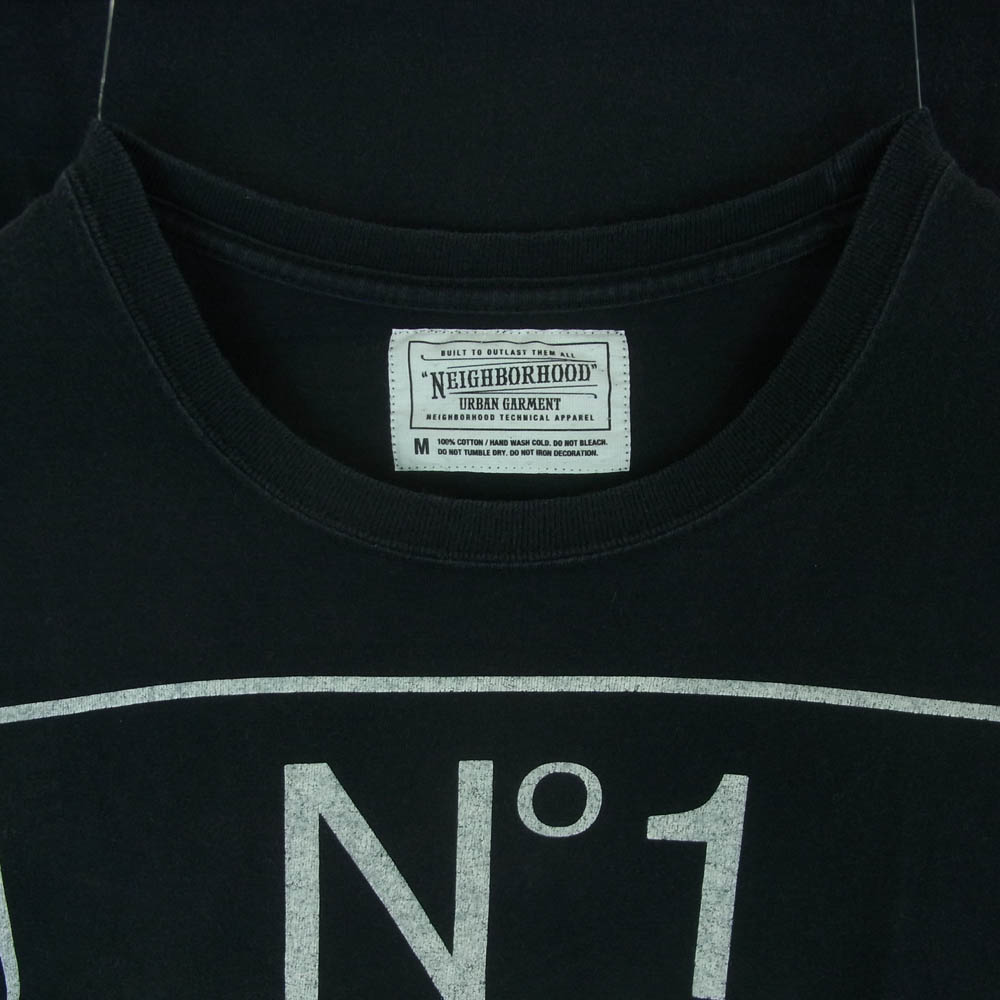 BUILT TO OUTLAST THEM ALL
"NEIGHBORHOOD"
URBAN GARMENT
NEIGHBORHOOD TECHNICAL APPAREL
M 100% COTTON / HAND WASH COLD. DO NOT BLEACH.
DO NOT TUMBLE DRY. DO NOT IRON DECORATION.
Nº1